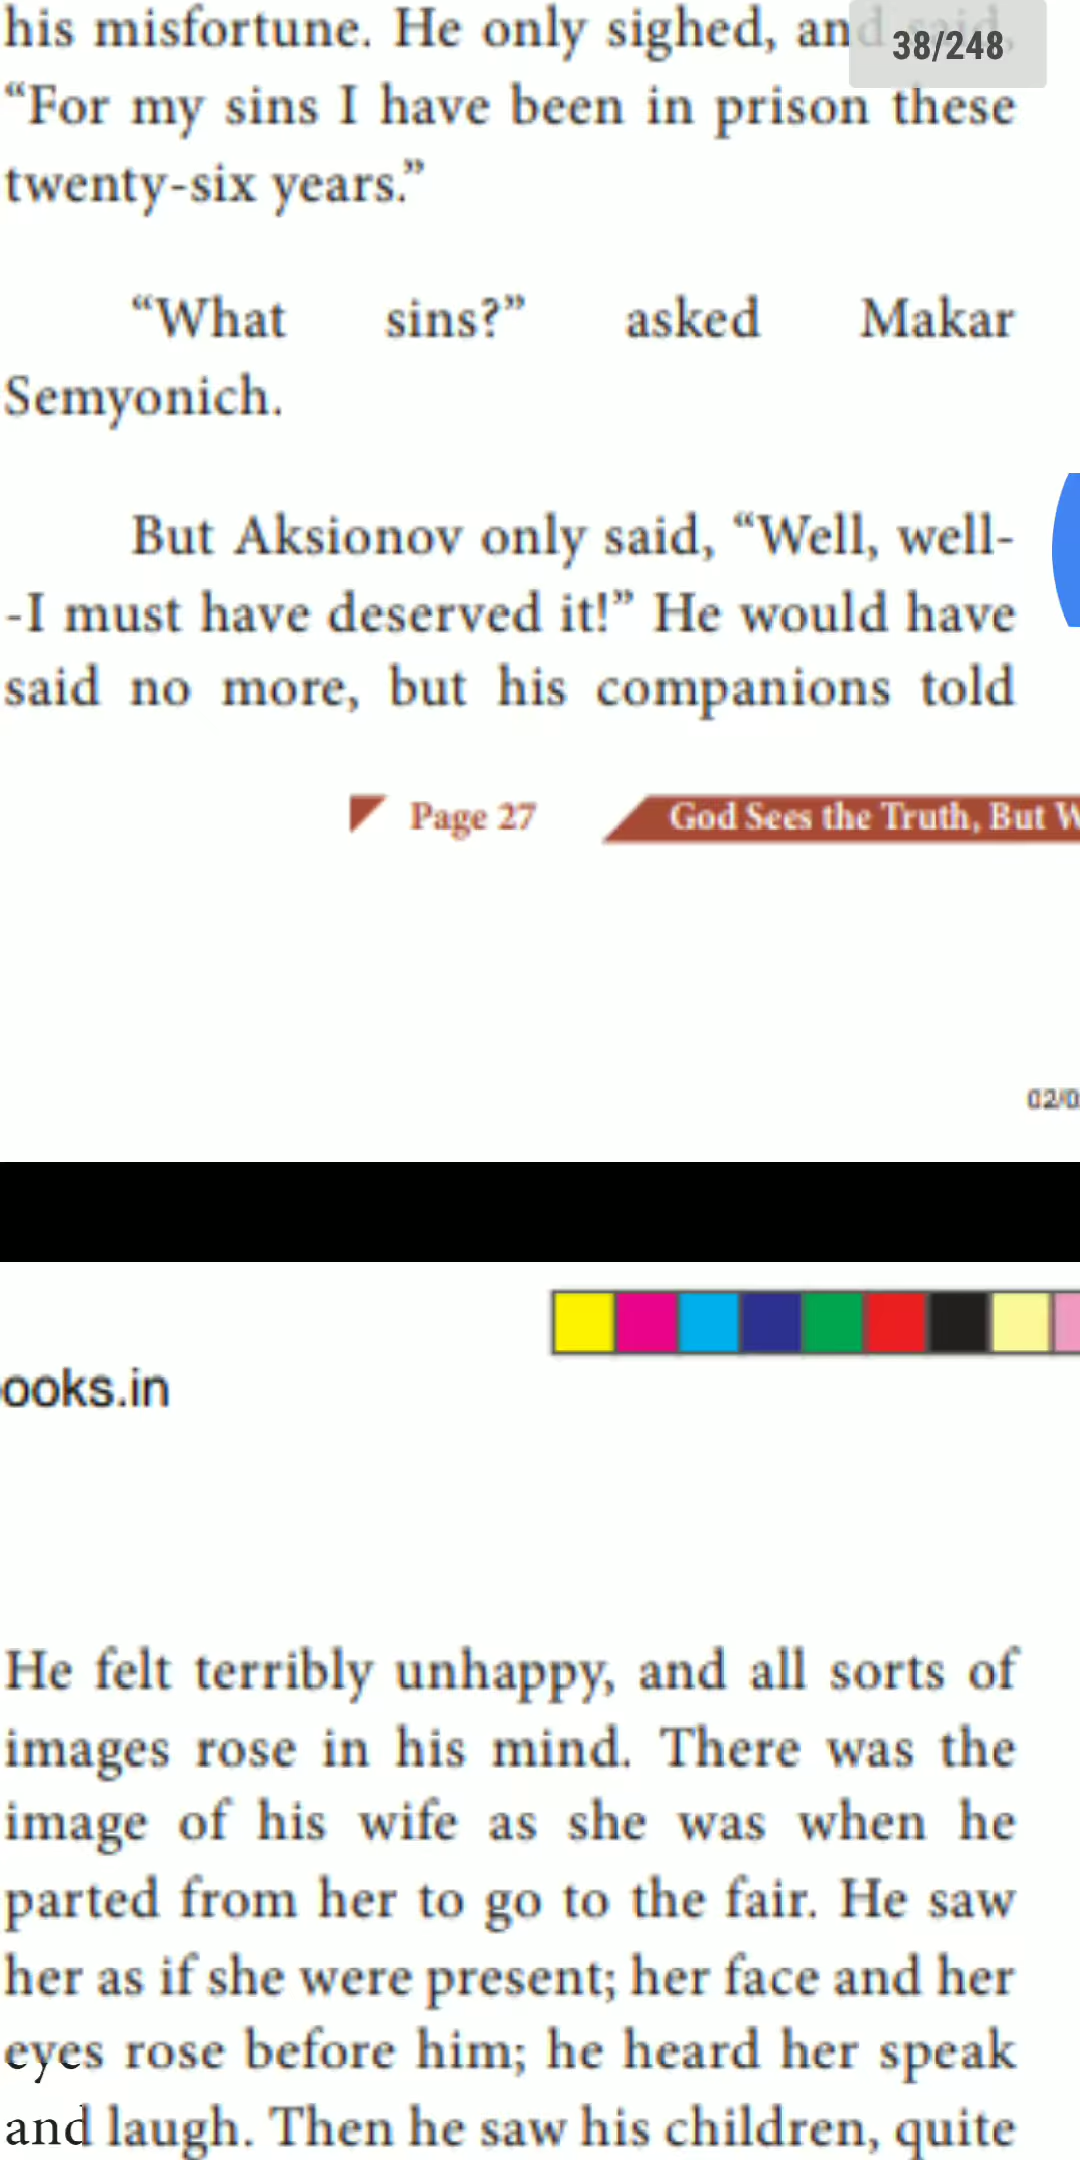 his misfortune. He only sighed, and said,
38/248
“For my sins I have been in prison these
twenty-six years.”
“What sins?” asked Makar
Semyonich.
But Aksionov only said, “Well, well-
-I must have deserved it!” He would have
said no more, but his companions told
Page 27
God Sees the Truth, But W
02/0
ooks.in
He felt terribly unhappy, and all sorts of
images rose in his mind. There was the
image of his wife as she was when he
parted from her to go to the fair. He saw
her as if she were present; her face and her
eyes rose before him; he heard her speak
and laugh. Then he saw his children, quite